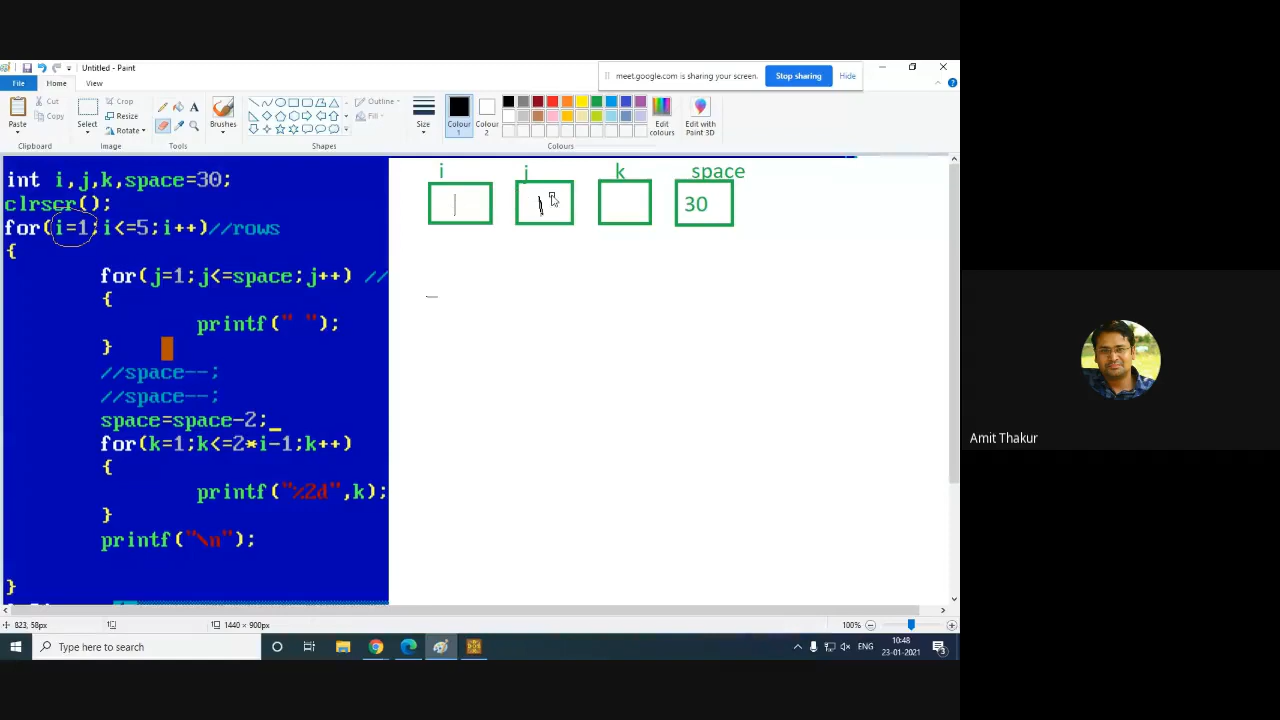 Untitled - Paint
meet.google.com is sharing your screen.
Stop sharing
Hide
File
Home
View
Paste
Cut
Copy
Clipboard
Select
Crop
Resize
Rotate
Image
Tools
Brushes
Shapes
Outline
Fill
Size
Colour 1
Colour 2
Edit colours
Edit with Paint 3D
Colours
int i,j,k,space=30;
clrscr();
for(i=1;i<=5;i++)//rows
{
for(j=1;j<=space;j++) //
{
printf(" ");
}
//space--;
//space--;
space=space-2;_
for(k=1;k<=2*i-1;k++)
{
printf("%2d",k);
}
printf("\n");
}
i
j
k
space
30
Amit Thakur
823, 58px
1440 × 900px
100%
Type here to search
ENG
10:48
23-01-2021
3